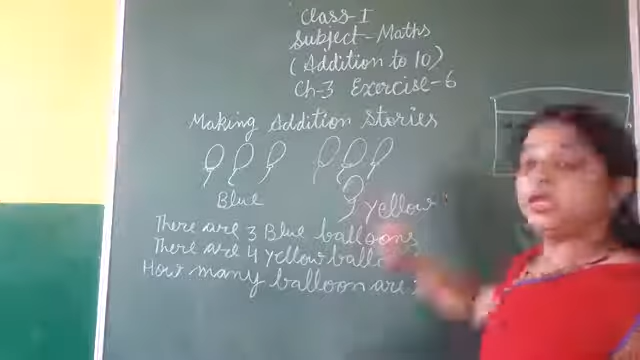 Class-I
Subject-Maths
(Addition to 10)
Ch-3 Exercise-6
Making Addition Stories
Blue
Yellow
There are 3 Blue balloons
There are 4 Yellow
How many balloon are